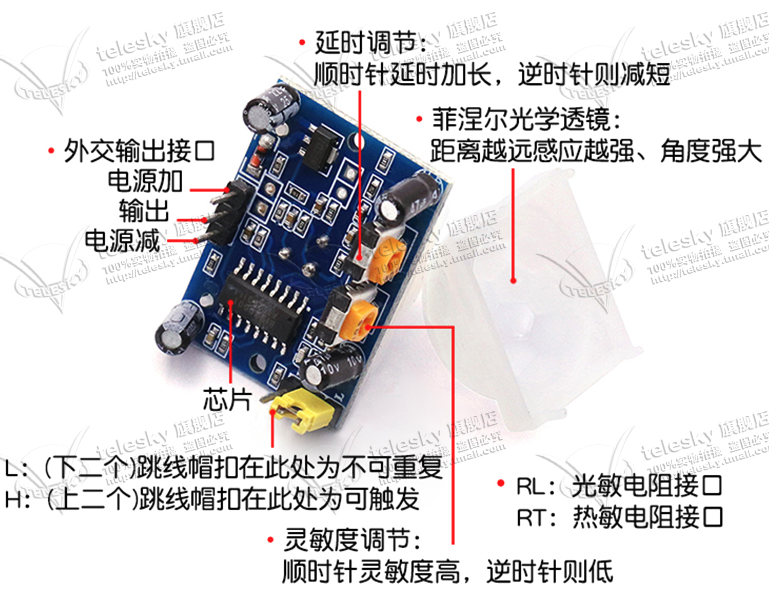 延时调节：
顺时针延时加长，逆时针则减短
菲涅尔光学透镜：
距离越远感应越强、角度强大
外交输出接口
电源加
输出
电源减
芯片
L：(下二个)跳线帽扣在此处为不可重复
H：(上二个)跳线帽扣在此处为可触发
RL：光敏电阻接口
RT：热敏电阻接口
灵敏度调节：
顺时针灵敏度高，逆时针则低
telesky 旗舰店
TELESKY